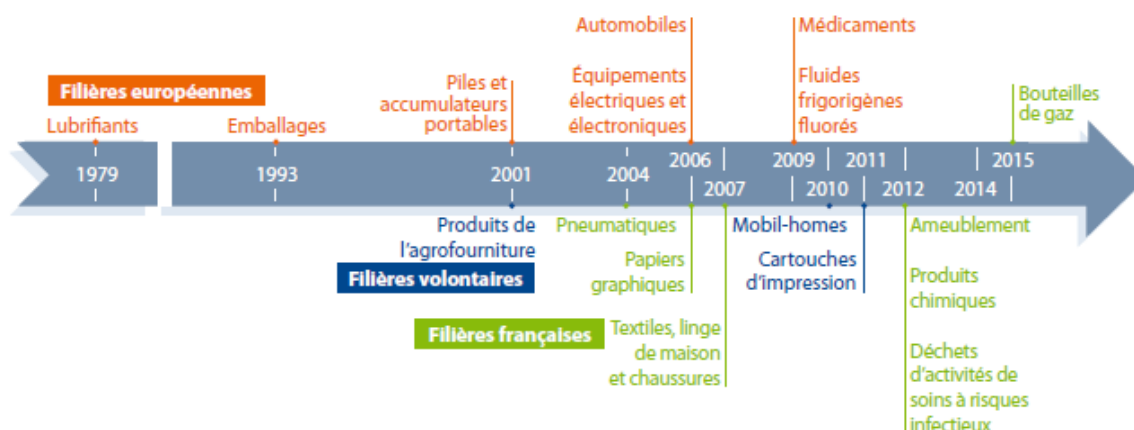 Automobiles
Médicaments
Filières européennes
Piles et
accumulateurs
portables
Équipements
électriques et
électroniques
Fluides
frigorigènes
fluorés
Bouteilles
de gaz
Lubrifiants
Emballages
1979
1993
2001
2004
2006
2007
2009
2010
2011
2012
2014
2015
Produits de
l'agrofourniture
Pneumatiques
Mobil-homes
Ameublement
Filières volontaires
Papiers
graphiques
Cartouches
d'impression
Produits
chimiques
Filières françaises
Textiles, linge
de maison
et chaussures
Déchets
d'activités de
soins à risques
infectieux